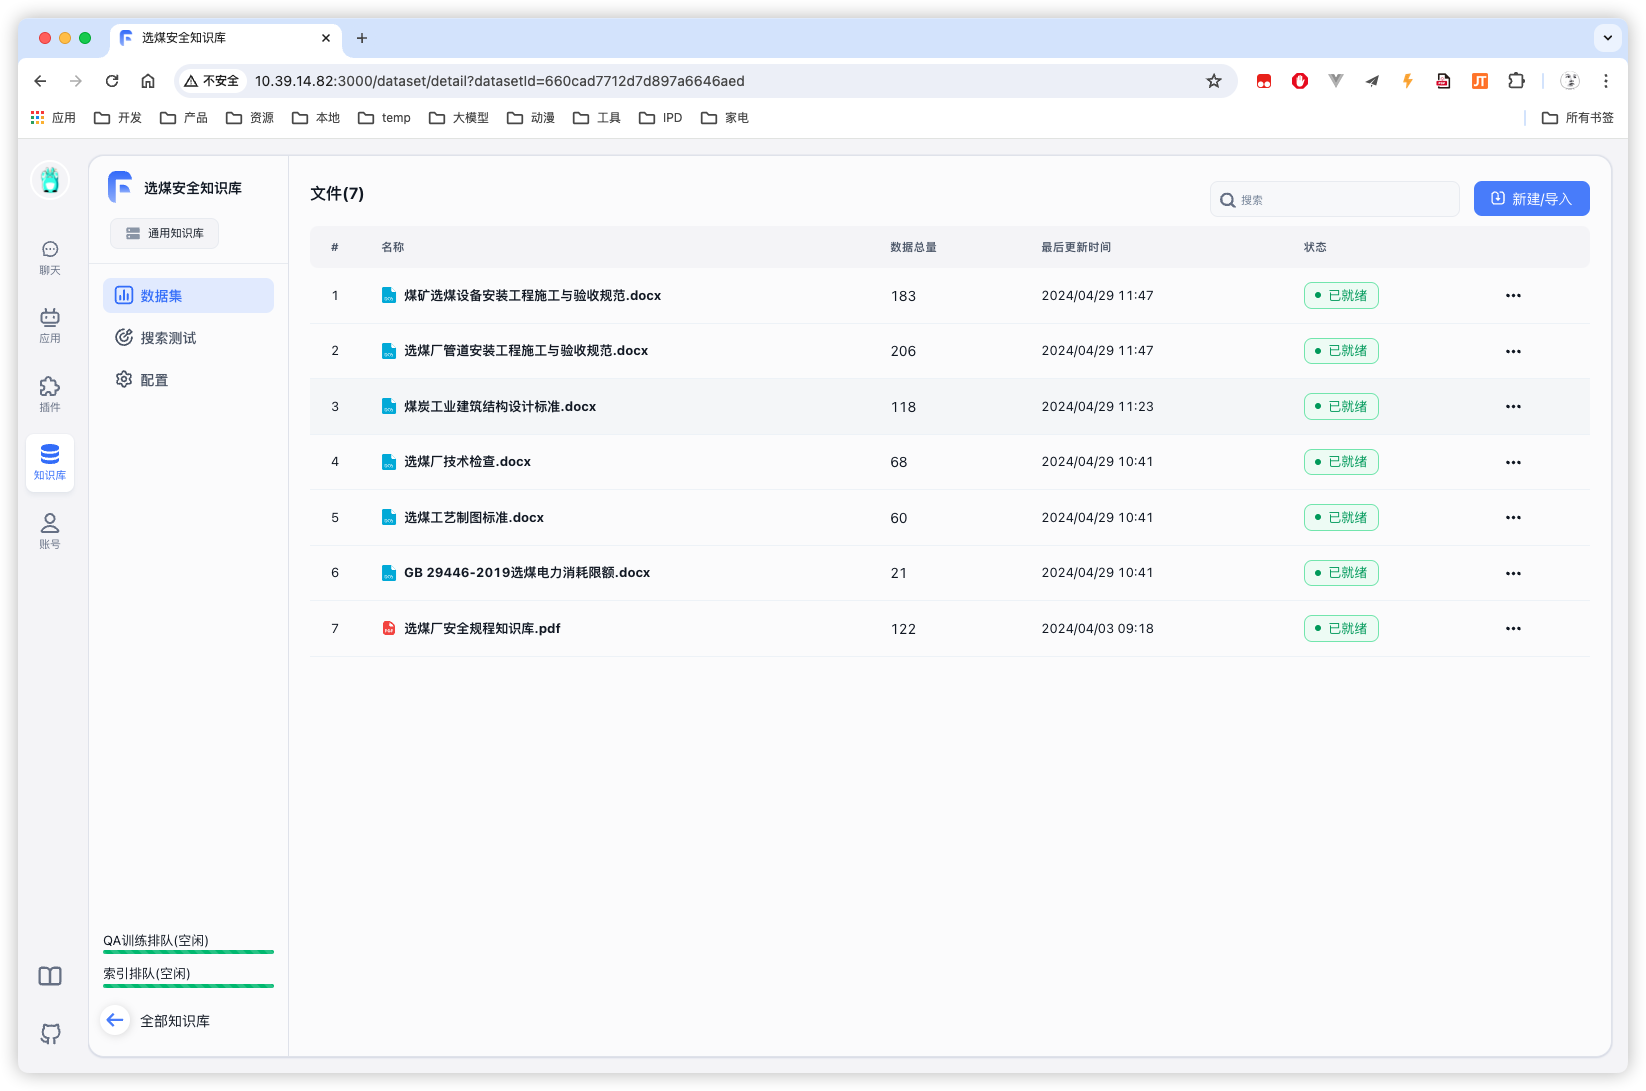 选煤安全知识库
不安全 10.39.14.82:3000/dataset/detail?datasetId=660cad7712d7d897a6646aed
应用 开发 产品 资源 本地 temp 大模型 动漫 工具 IPD 家电 所有书签
选煤安全知识库
通用知识库
聊天
应用
插件
知识库
账号
数据集
搜索测试
配置
文件(7)
搜索
新建/导入
# 名称 数据总量 最后更新时间 状态
1 煤矿选煤设备安装工程施工与验收规范.docx 183 2024/04/29 11:47 已就绪
2 选煤厂管道安装工程施工与验收规范.docx 206 2024/04/29 11:47 已就绪
3 煤炭工业建筑结构设计标准.docx 118 2024/04/29 11:23 已就绪
4 选煤厂技术检查.docx 68 2024/04/29 10:41 已就绪
5 选煤工艺制图标准.docx 60 2024/04/29 10:41 已就绪
6 GB 29446-2019选煤电力消耗限额.docx 21 2024/04/29 10:41 已就绪
7 选煤厂安全规程知识库.pdf 122 2024/04/03 09:18 已就绪
QA训练排队(空闲)
索引排队(空闲)
全部知识库